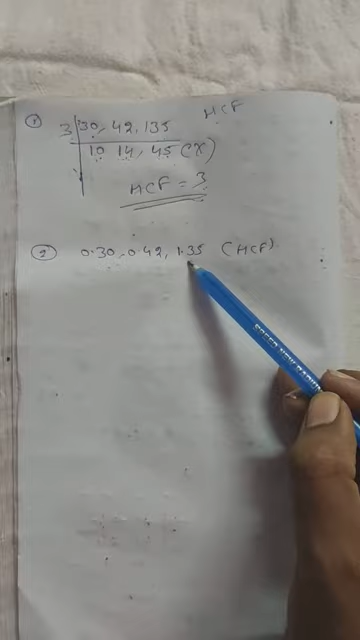 ① HCF
3 | 30, 42, 135
10 14, 45 (X)
HCF = 3
② 0.30, 0.42, 1.35 (HCF)